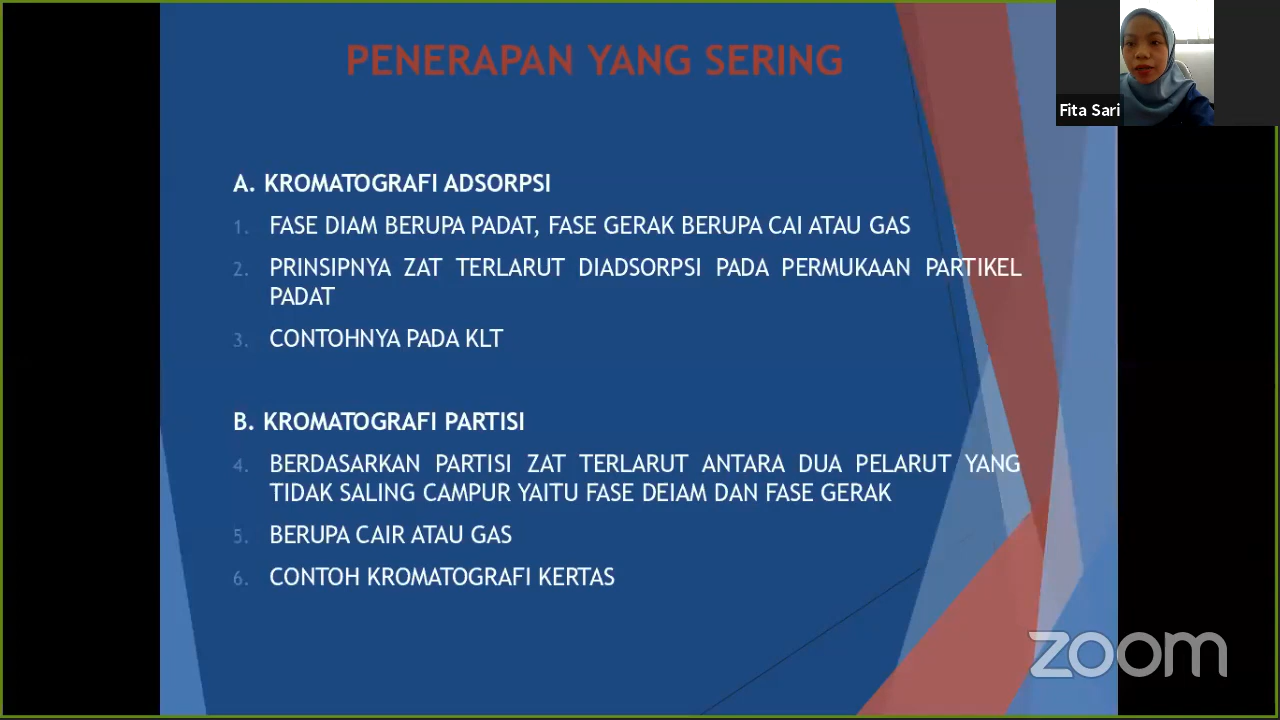 PENERAPAN YANG SERING
Fita Sari
A. KROMATOGRAFI ADSORPSI
1. FASE DIAM BERUPA PADAT, FASE GERAK BERUPA CAI ATAU GAS
2. PRINSIPNYA ZAT TERLARUT DIADSORPSI PADA PERMUKAAN PARTIKEL
PADAT
3. CONTOHNYA PADA KLT
B. KROMATOGRAFI PARTISI
4. BERDASARKAN PARTISI ZAT TERLARUT ANTARA DUA PELARUT YANG
TIDAK SALING CAMPUR YAITU FASE DEIAM DAN FASE GERAK
5. BERUPA CAIR ATAU GAS
6. CONTOH KROMATOGRAFI KERTAS
zoom